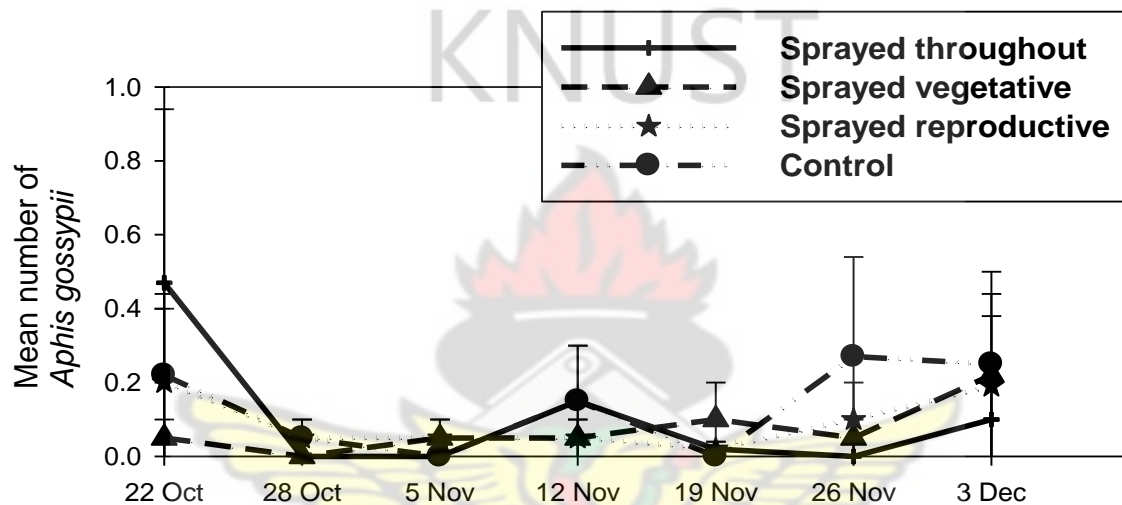 KNUST
Sprayed throughout
Sprayed vegetative
Sprayed reproductive
Control
Mean number of
Aphis gossypii
1.0
0.8
0.6
0.4
0.2
0.0
22 Oct 28 Oct 5 Nov 12 Nov 19 Nov 26 Nov 3 Dec